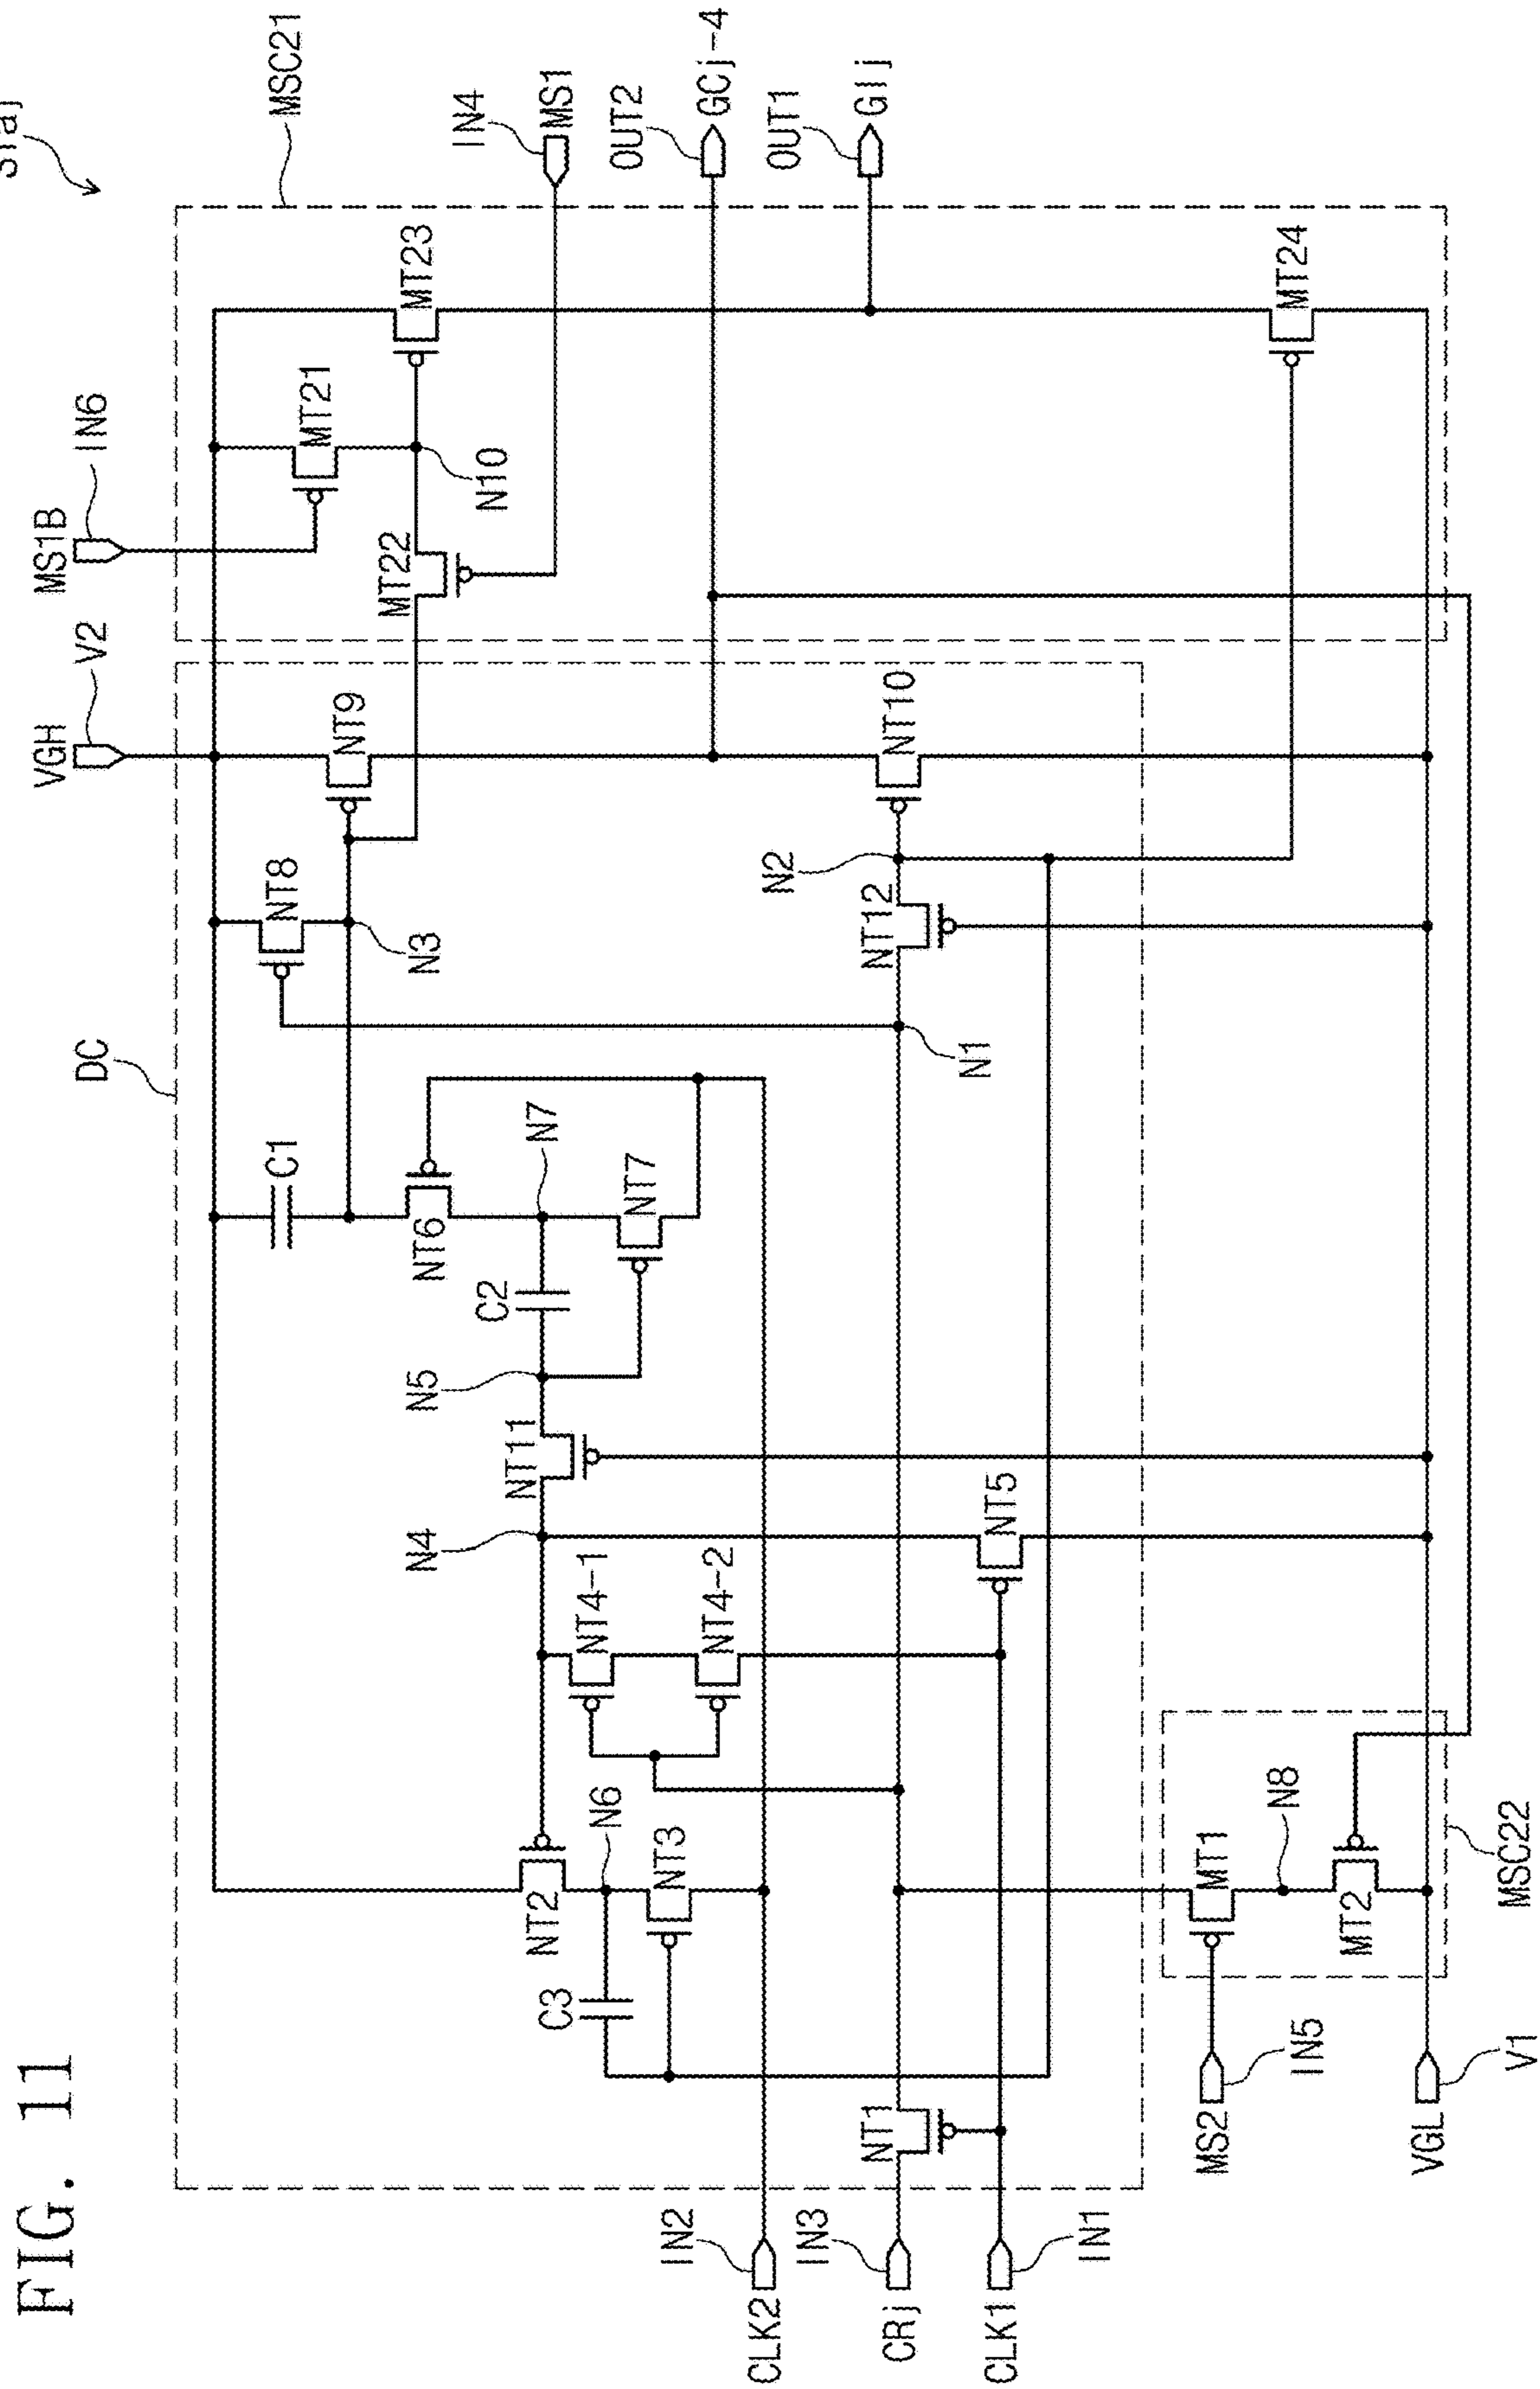 FIG. 11
MSC21
IN4
MS1
OUT2
GCj-4
OUT1
GIj
MT23
MT24
IN6
MS1B
MT21
N10
MT22
V2
VGH
NT9
NT10
NT8
N3
N2
NT12
N1
DC
C1
NT6
N7
NT7
C2
N5
NT11
N4
NT5
NT4-1
NT4-2
N6
NT2
NT3
C3
NT1
N8
MT1
MT2
MSC22
MS2
IN5
VGL
V1
IN2
CLK2
IN3
CRj
IN1
CLK1